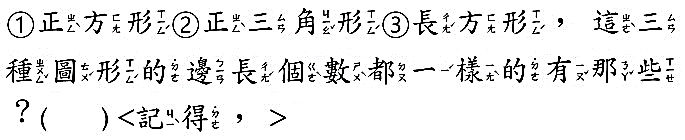 ①正方形②正三角形③長方形，這三
種圖形的邊長個數都一樣的有那些
？(　　)<記得，>